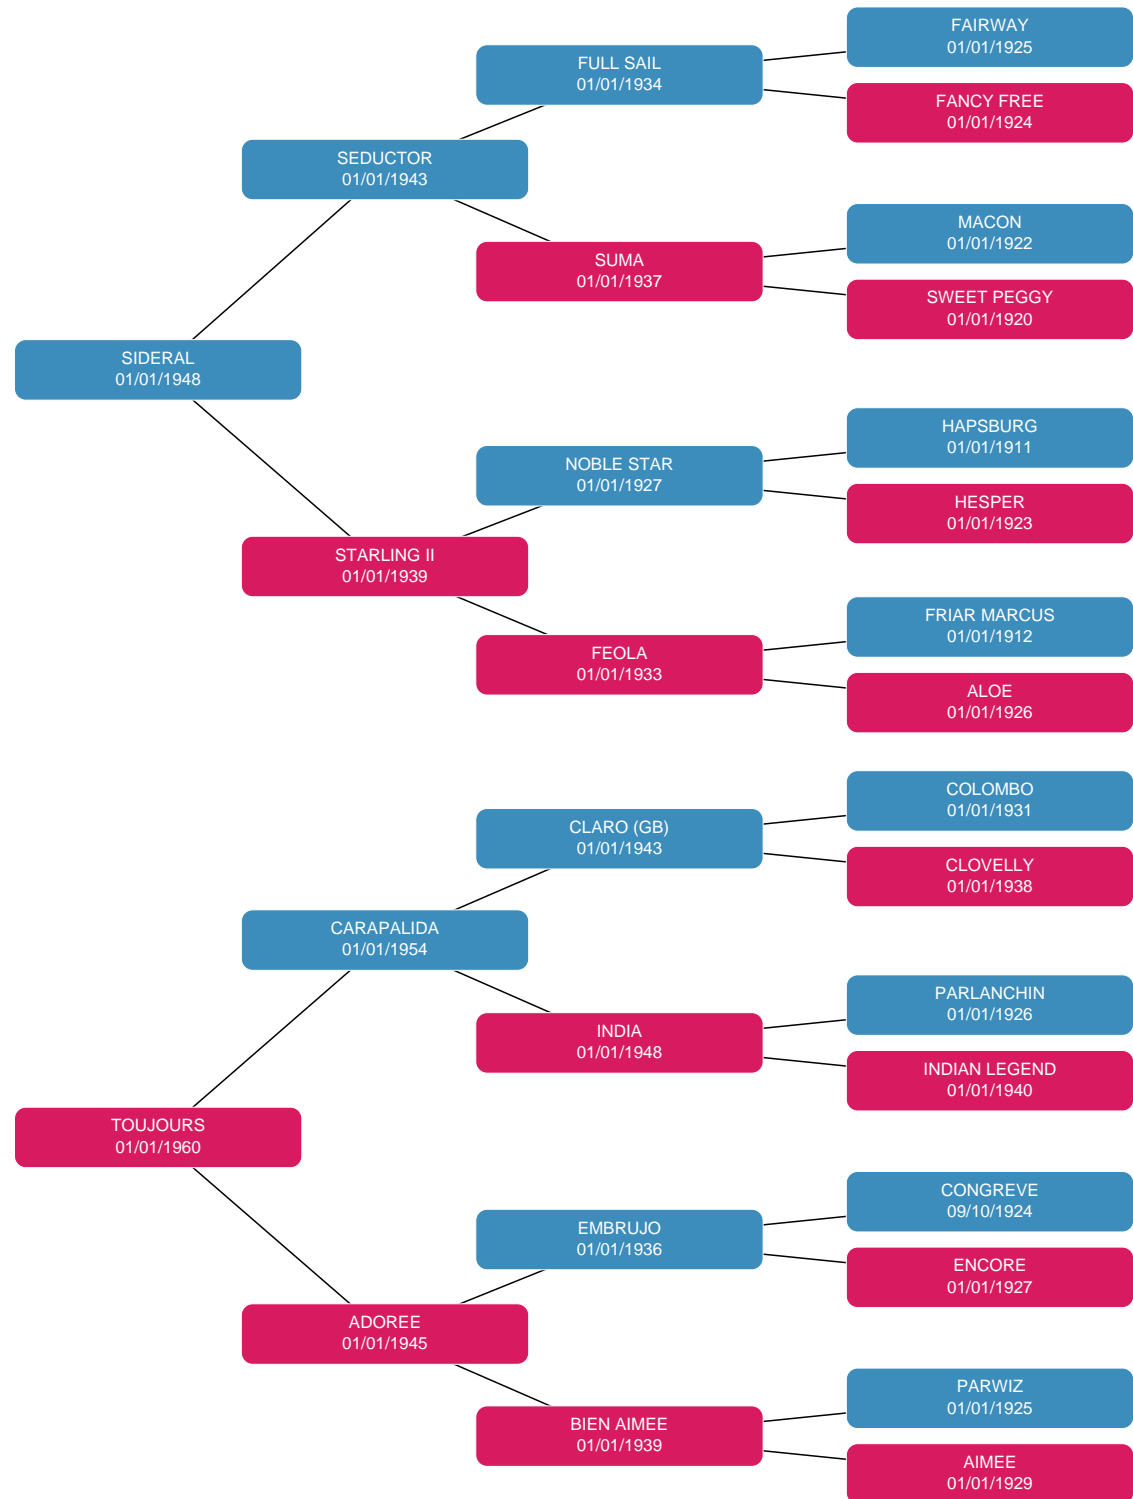 FAIRWAY
01/01/1925
FULL SAIL
01/01/1934
FANCY FREE
01/01/1924
SEDUCTOR
01/01/1943
MACON
01/01/1922
SUMA
01/01/1937
SWEET PEGGY
01/01/1920
SIDERAL
01/01/1948
HAPSBURG
01/01/1911
NOBLE STAR
01/01/1927
HESPER
01/01/1923
STARLING II
01/01/1939
FRIAR MARCUS
01/01/1912
FEOLA
01/01/1933
ALOE
01/01/1926
COLOMBO
01/01/1931
CLARO (GB)
01/01/1943
CLOVELLY
01/01/1938
CARAPALIDA
01/01/1954
PARLANCHIN
01/01/1926
INDIA
01/01/1948
INDIAN LEGEND
01/01/1940
TOUJOURS
01/01/1960
CONGREVE
09/10/1924
EMBRUJO
01/01/1936
ENCORE
01/01/1927
ADOREE
01/01/1945
PARWIZ
01/01/1925
BIEN AIMEE
01/01/1939
AIMEE
01/01/1929